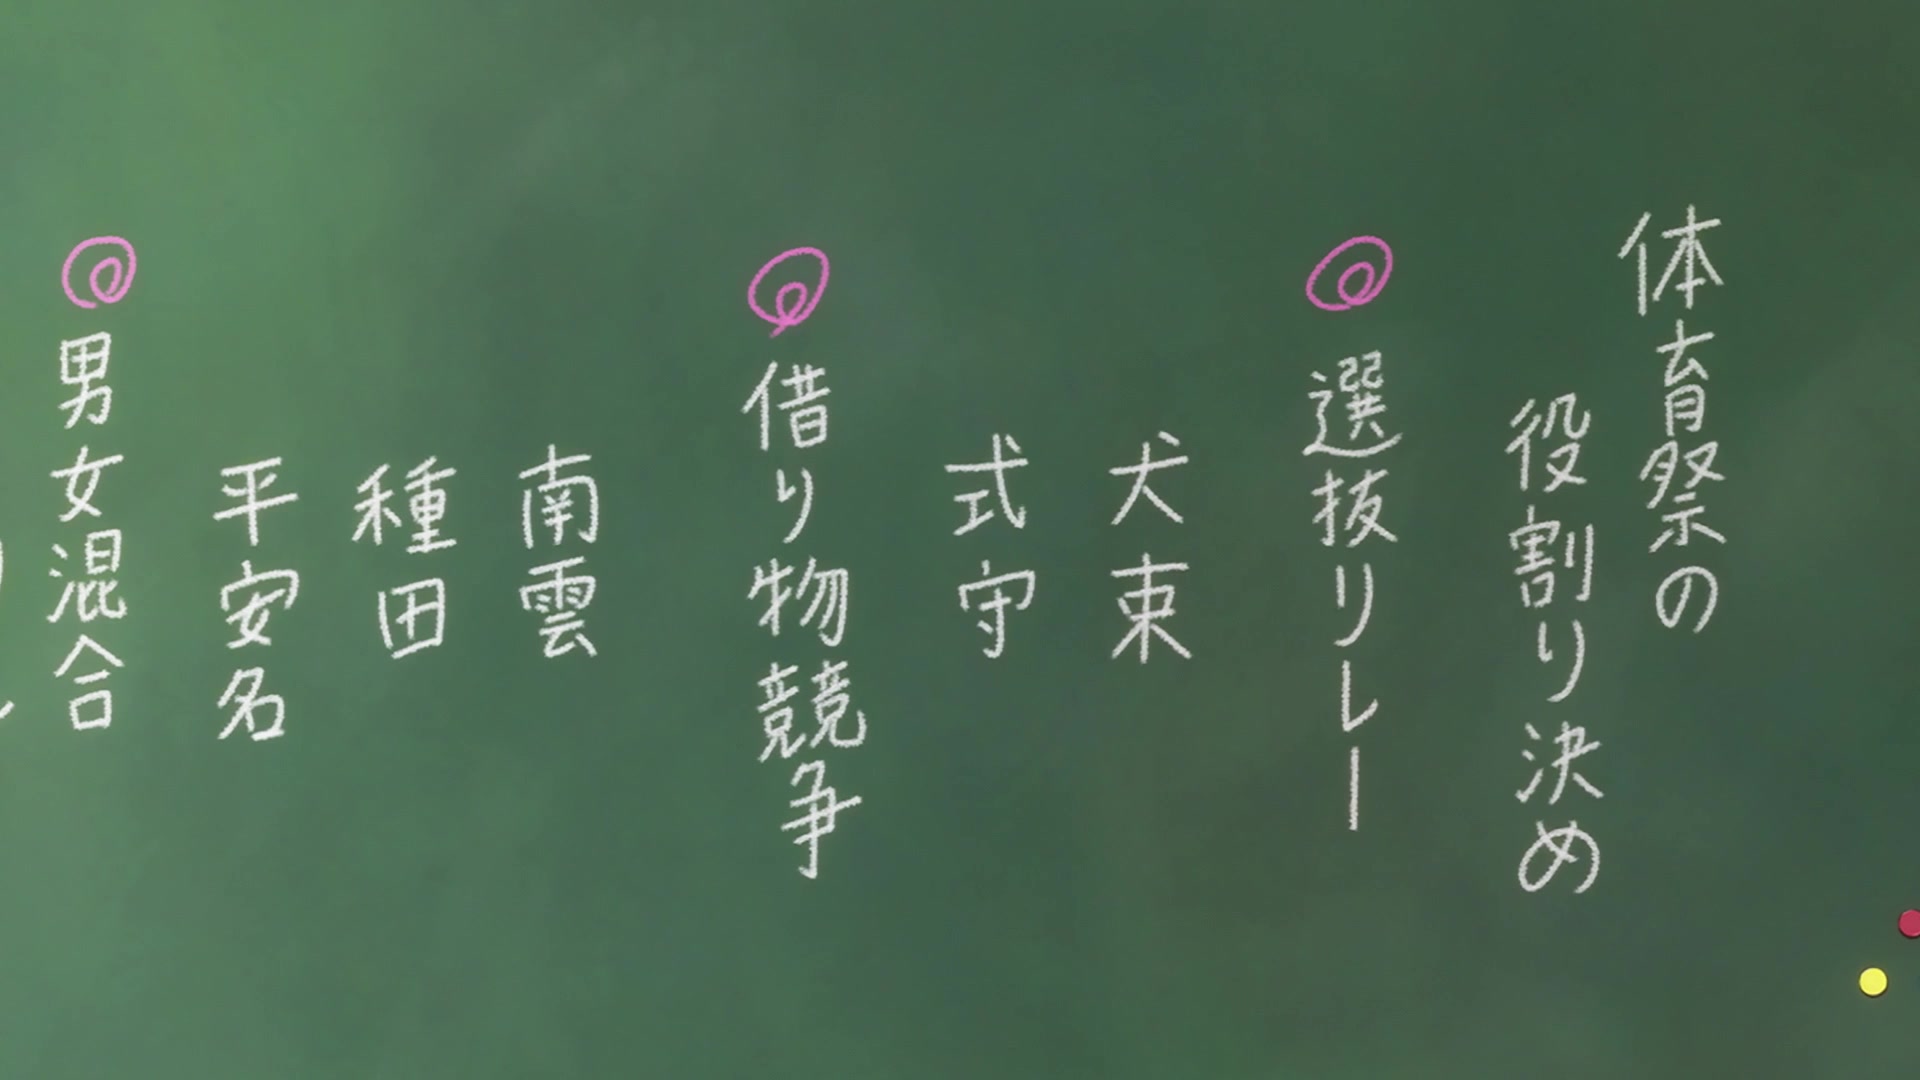 体育祭の
役割り決め
選抜リレー
犬束
式守
借り物競争
南雲
種田
平安名
男女混合